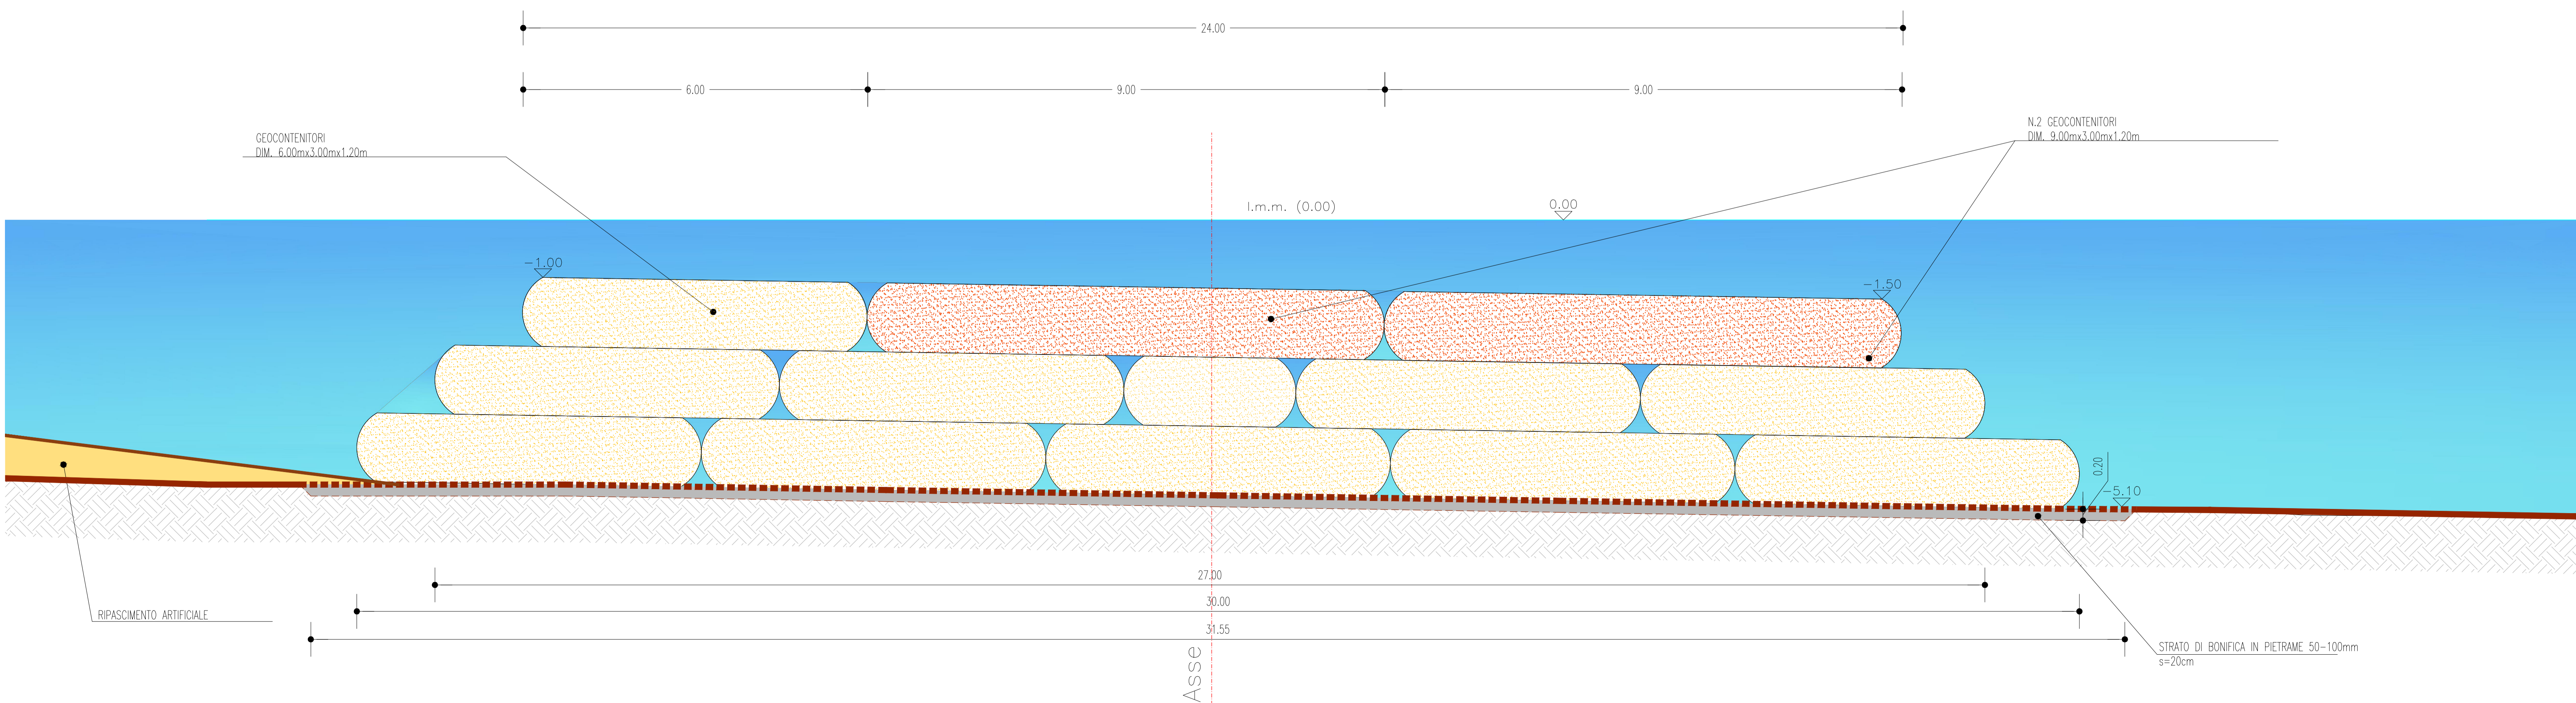 24.00
6.00
9.00
9.00
GEOCONTENITORI
DIM. 6.00mx3.00mx1.20m
N.2 GEOCONTENITORI
DIM. 9.00mx3.00mx1.20m
l.m.m. (0.00)
0.00
-1.00
-1.50
0.20
-5.10
27.00
30.00
31.55
RIPASCIMENTO ARTIFICIALE
Asse
STRATO DI BONIFICA IN PIETRAME 50-100mm
s=20cm